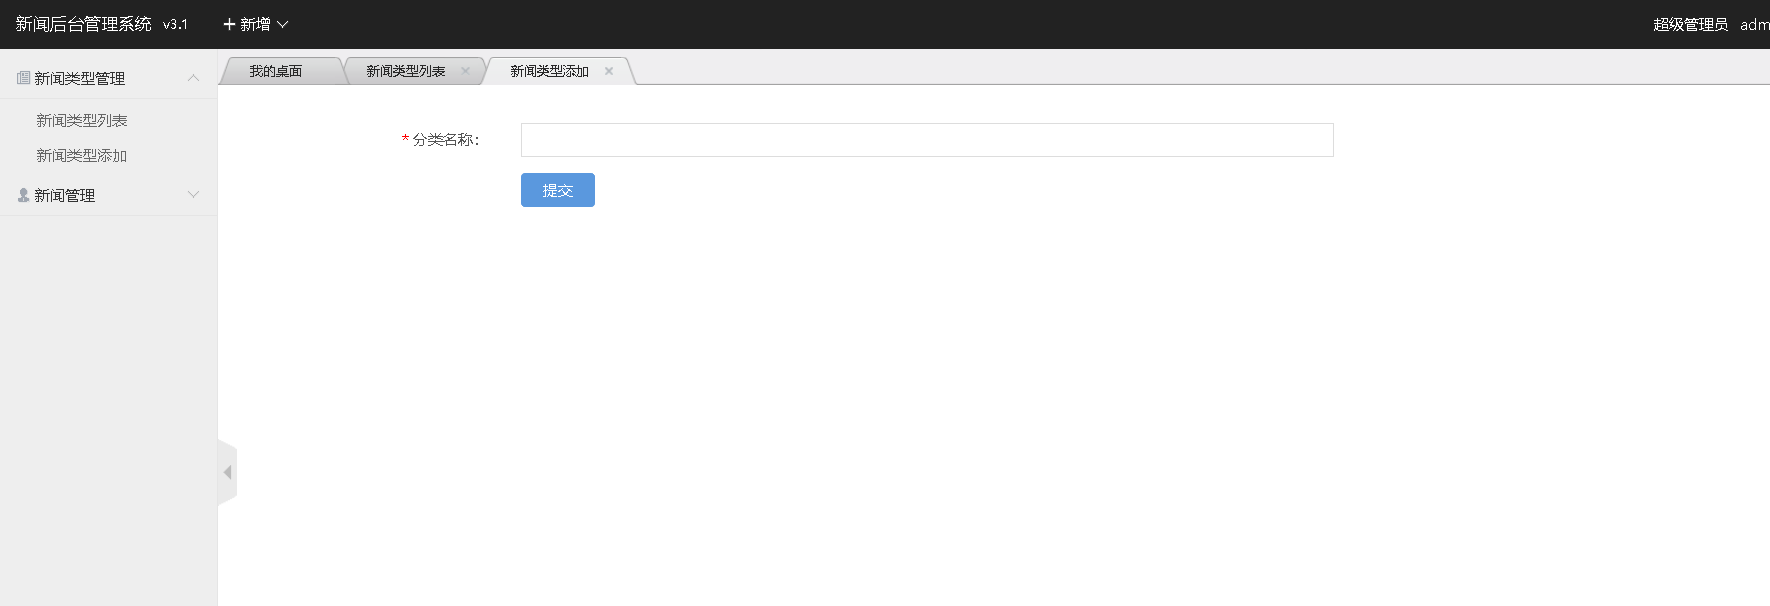 新闻后台管理系统 v3.1 新增 超级管理员 adm
新闻类型管理
新闻类型列表
新闻类型添加
新闻管理
我的桌面 新闻类型列表 新闻类型添加
*分类名称：
提交